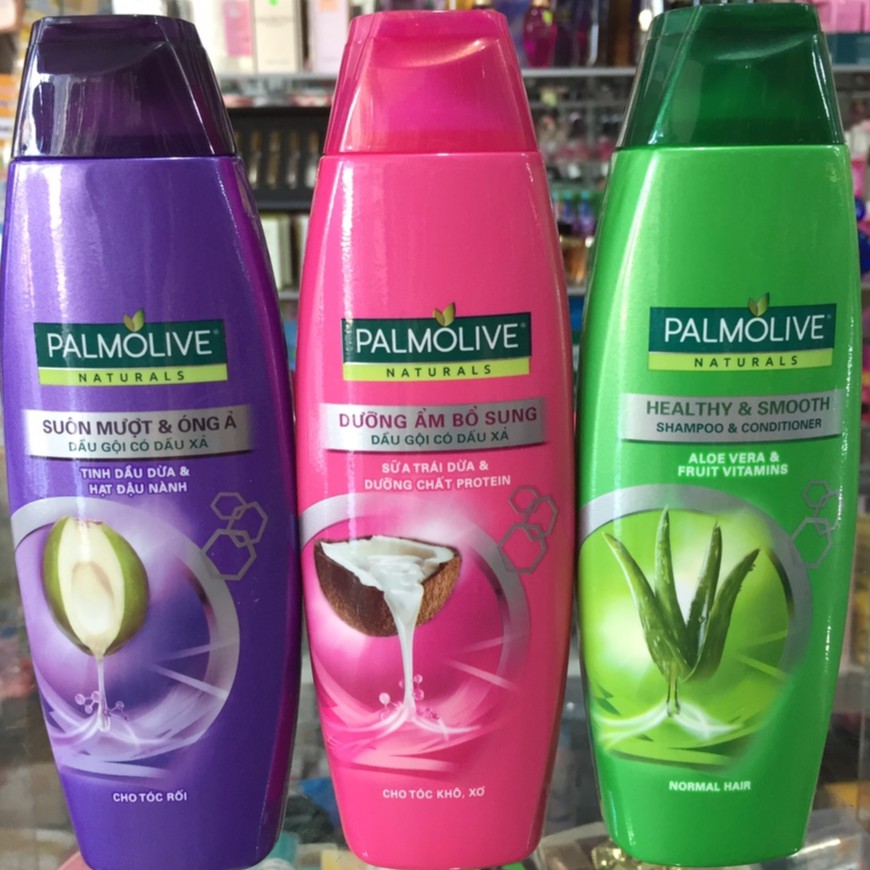 PALMOLIVE
NATURALS
SUÔN MƯỢT & ÓNG Ả
DẦU GỘI CÓ DẦU XẢ
TINH DẦU DỪA &
HẠT ĐẬU NÀNH
CHO TÓC RỐI
PALMOLIVE
NATURALS
DƯỠNG ẨM BỔ SUNG
DẦU GỘI CÓ DẦU XẢ
SỮA TRÁI DỪA &
DƯỠNG CHẤT PROTEIN
CHO TÓC KHÔ, XƠ
PALMOLIVE
NATURALS
HEALTHY & SMOOTH
SHAMPOO & CONDITIONER
ALOE VERA &
FRUIT VITAMINS
NORMAL HAIR